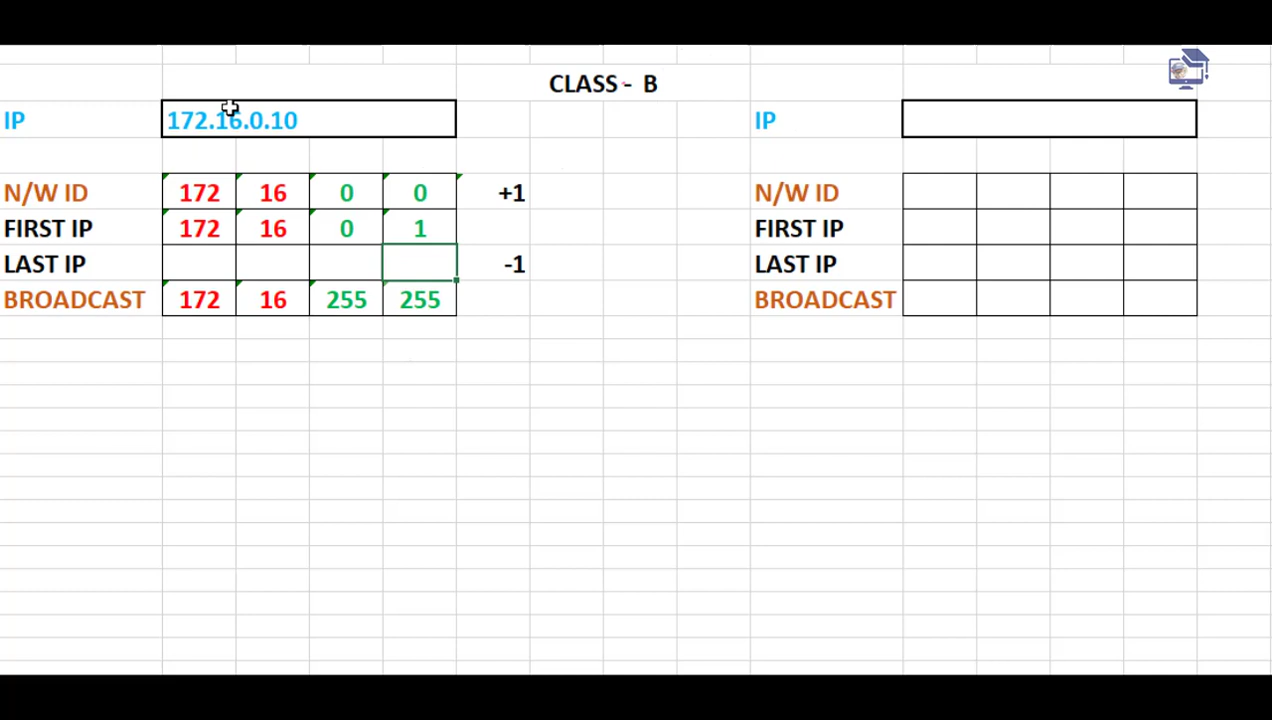 CLASS - B
IP 172.16.0.10
N/W ID 172 16 0 0 +1
FIRST IP 172 16 0 1
LAST IP -1
BROADCAST 172 16 255 255
IP
N/W ID
FIRST IP
LAST IP
BROADCAST